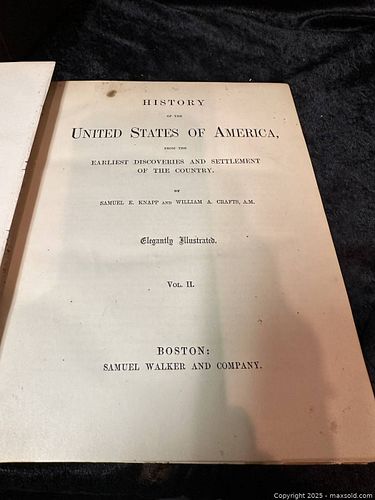 HISTORY
OF THE
UNITED STATES OF AMERICA,
FROM THE
EARLIEST DISCOVERIES AND SETTLEMENT
OF THE COUNTRY.
BY
SAMUEL E. KNAPP AND WILLIAM A. CRAFTS, A.M.
Elegantly Illustrated.
VOL. II.
BOSTON:
SAMUEL WALKER AND COMPANY.
Copyright 2025 - maxsold.com